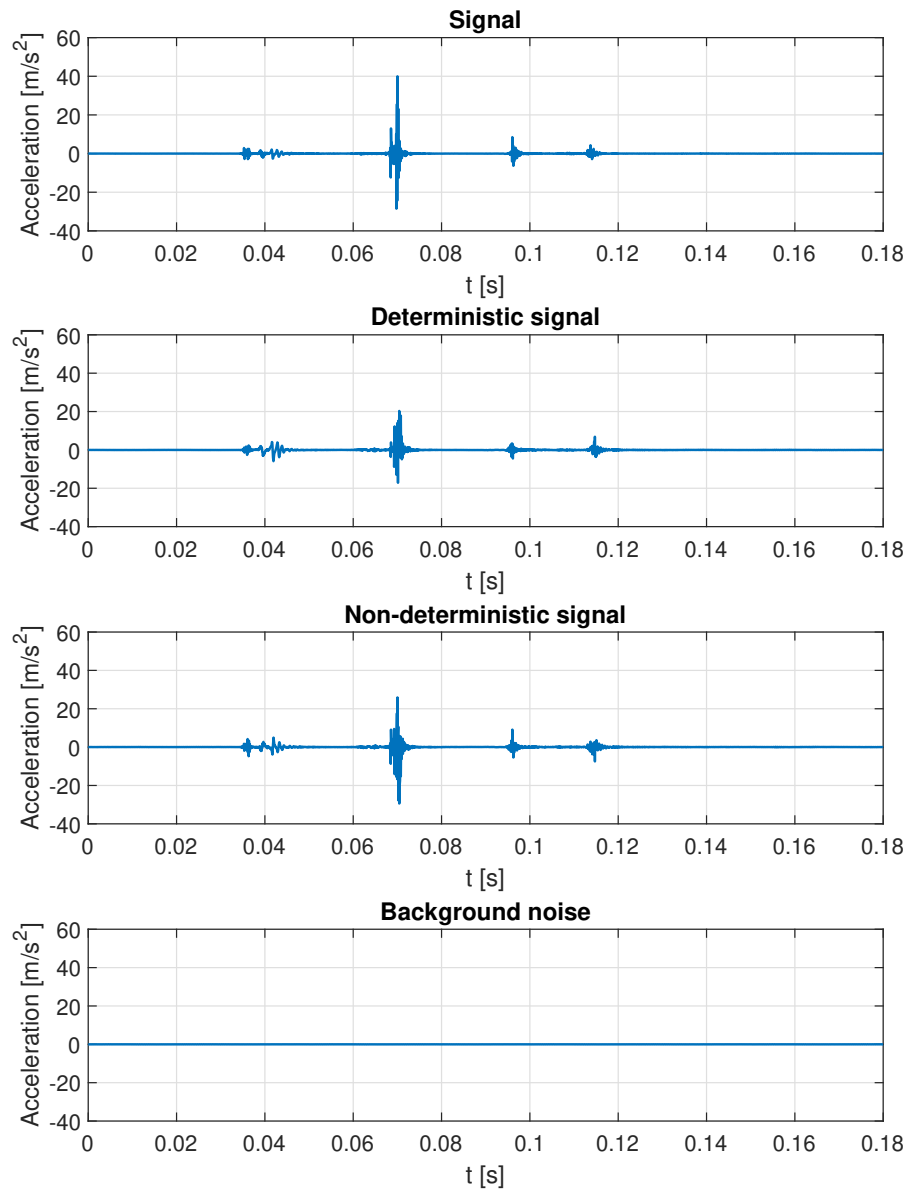 Signal
Acceleration [m/s²]
60
40
20
0
-20
-40
0 0.02 0.04 0.06 0.08 0.1 0.12 0.14 0.16 0.18
t [s]
Deterministic signal
Acceleration [m/s²]
60
40
20
0
-20
-40
0 0.02 0.04 0.06 0.08 0.1 0.12 0.14 0.16 0.18
t [s]
Non-deterministic signal
Acceleration [m/s²]
60
40
20
0
-20
-40
0 0.02 0.04 0.06 0.08 0.1 0.12 0.14 0.16 0.18
t [s]
Background noise
Acceleration [m/s²]
60
40
20
0
-20
-40
0 0.02 0.04 0.06 0.08 0.1 0.12 0.14 0.16 0.18
t [s]